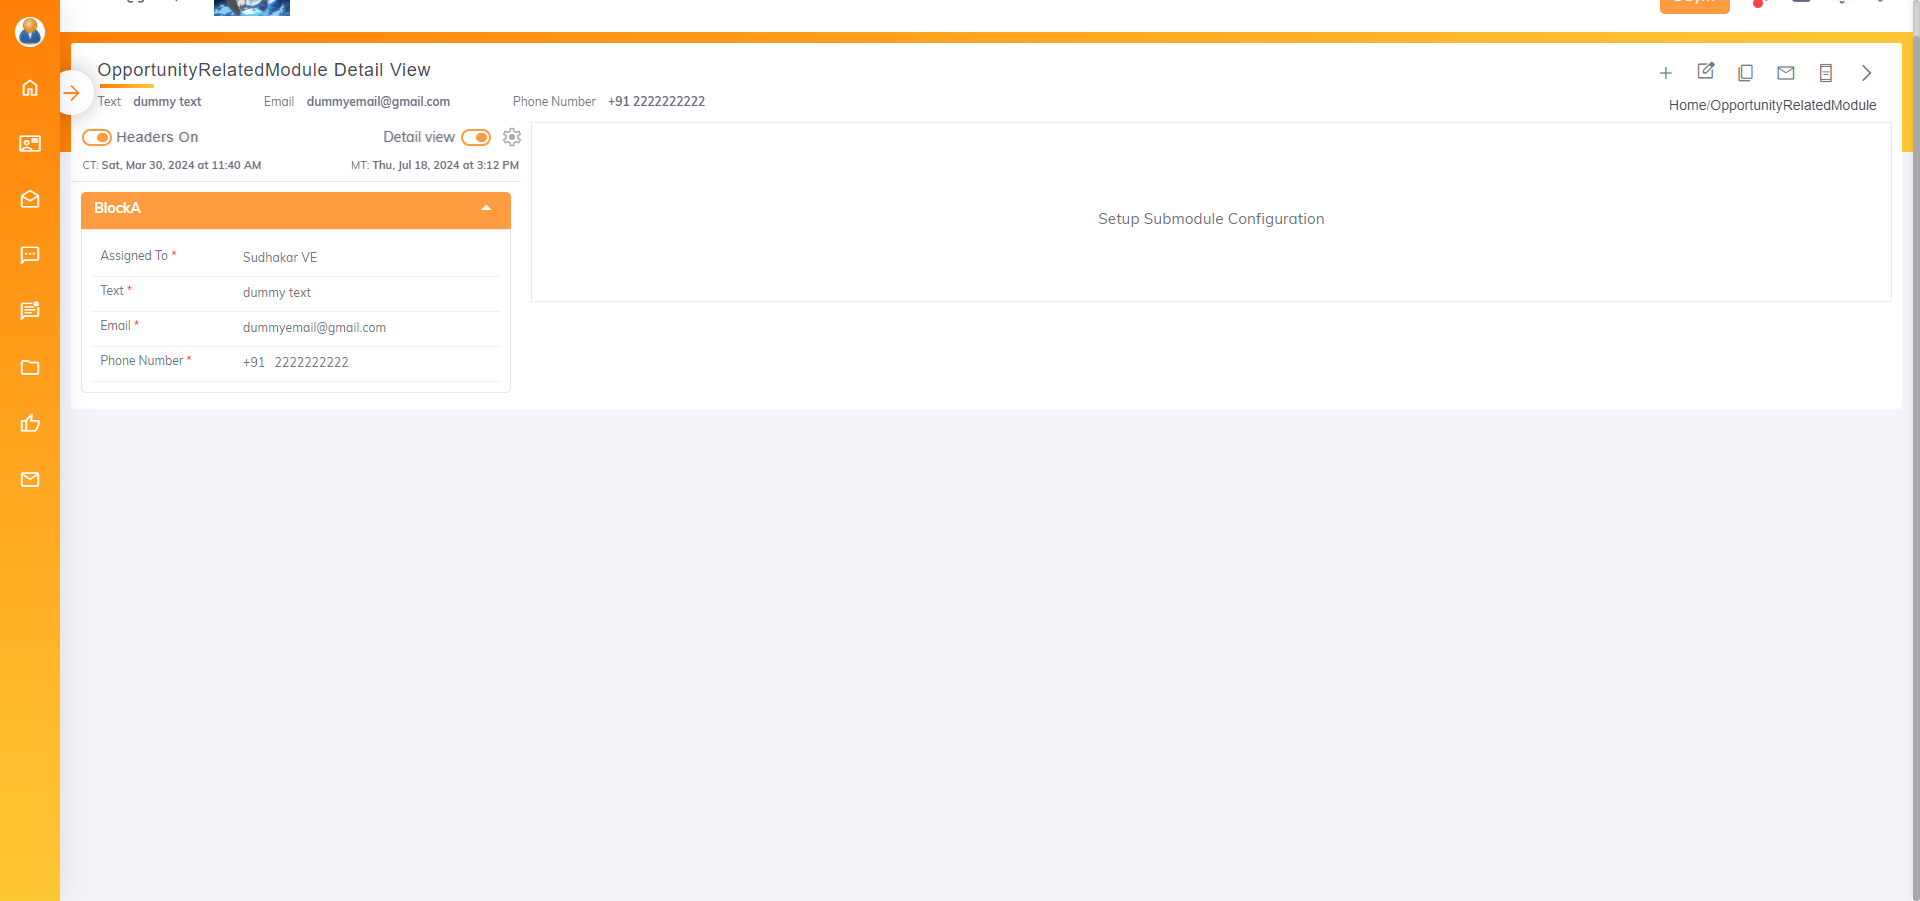 OpportunityRelatedModule Detail View
Text dummy text Email dummyemail@gmail.com Phone Number +91 2222222222
Home/OpportunityRelatedModule
Headers On Detail view
CT: Sat, Mar 30, 2024 at 11:40 AM MT: Thu, Jul 18, 2024 at 3:12 PM
BlockA
Assigned To * Sudhakar VE
Text * dummy text
Email * dummyemail@gmail.com
Phone Number * +91 2222222222
Setup Submodule Configuration